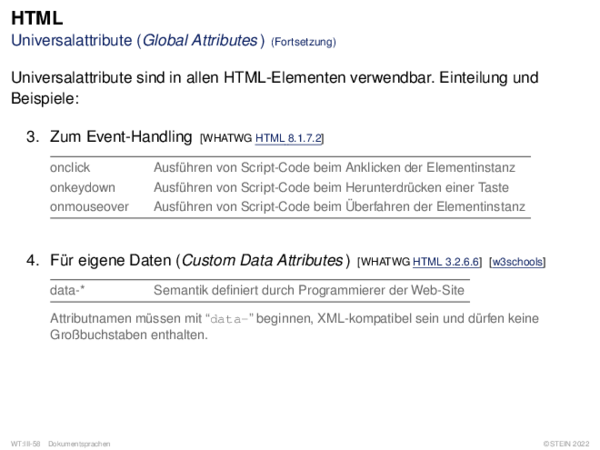 HTML
Universalattribute (Global Attributes) (Fortsetzung)
Universalattribute sind in allen HTML-Elementen verwendbar. Einteilung und
Beispiele:
3. Zum Event-Handling [WHATWG HTML 8.1.7.2]
onclick Ausführen von Script-Code beim Anklicken der Elementinstanz
onkeydown Ausführen von Script-Code beim Herunterdrücken einer Taste
onmouseover Ausführen von Script-Code beim Überfahren der Elementinstanz
4. Für eigene Daten (Custom Data Attributes) [WHATWG HTML 3.2.6.6] [w3schools]
data-* Semantik definiert durch Programmierer der Web-Site
Attributnamen müssen mit “data-” beginnen, XML-kompatibel sein und dürfen keine
Großbuchstaben enthalten.
WT:III-58 Dokumentsprachen ©STEIN 2022